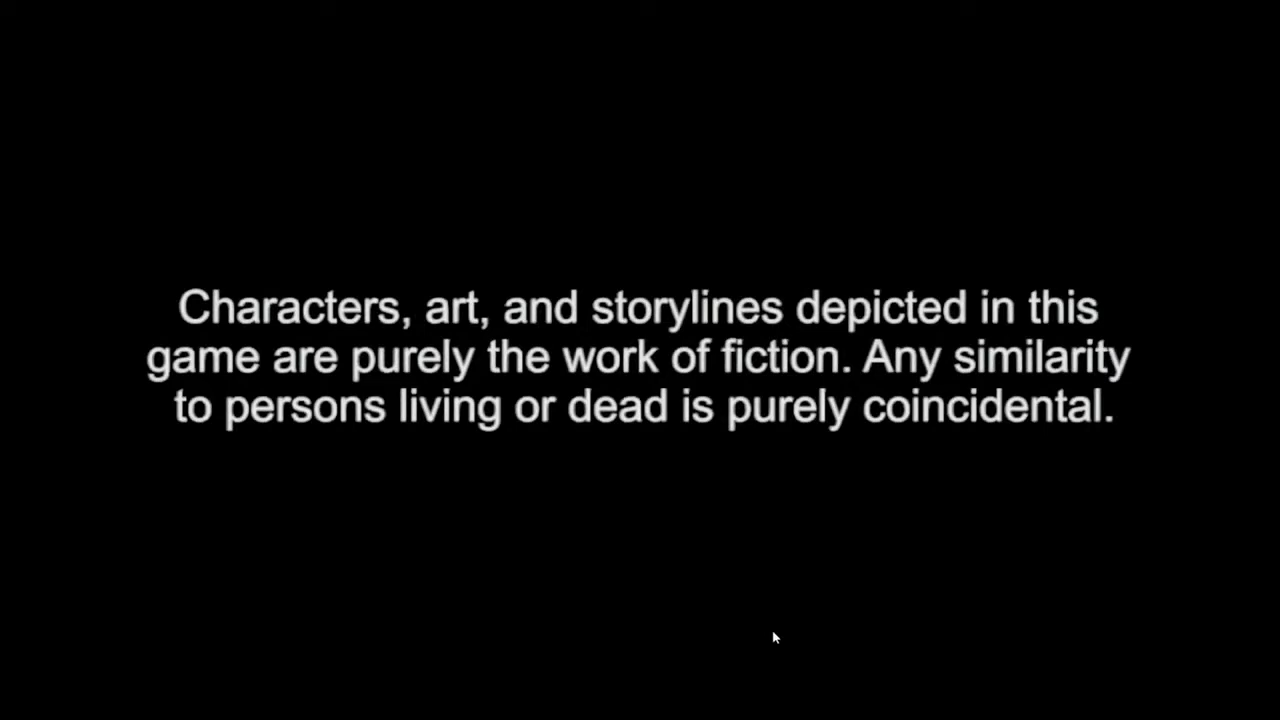 Characters, art, and storylines depicted in this
game are purely the work of fiction. Any similarity
to persons living or dead is purely coincidental.